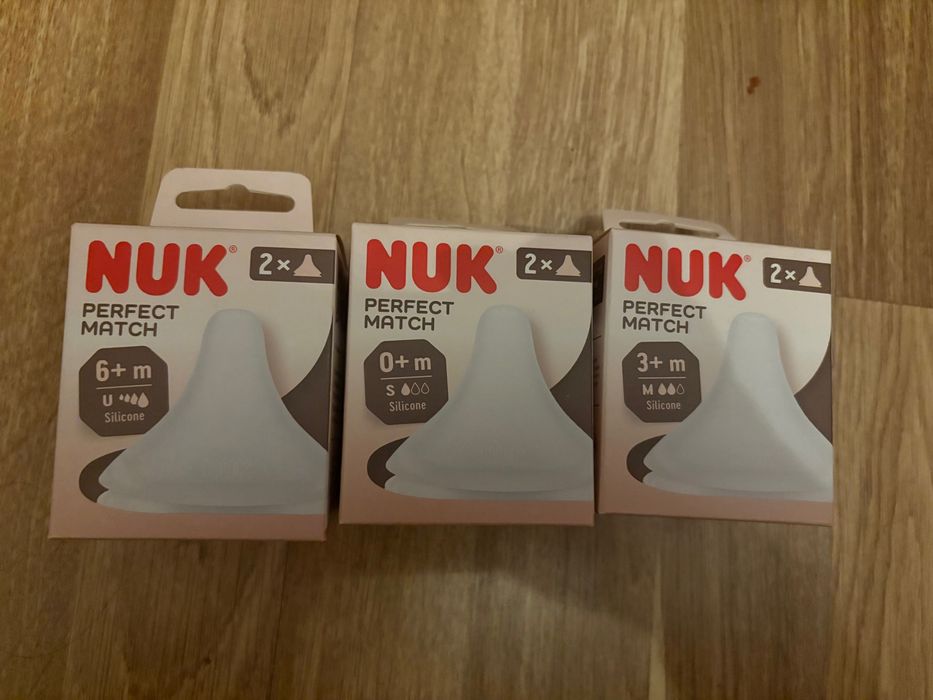 NUK®
2×
PERFECT
MATCH
6+ m
U
Silicone
NUK®
2×
PERFECT
MATCH
0+ m
S
Silicone
NUK®
2×
PERFECT
MATCH
3+ m
M
Silicone